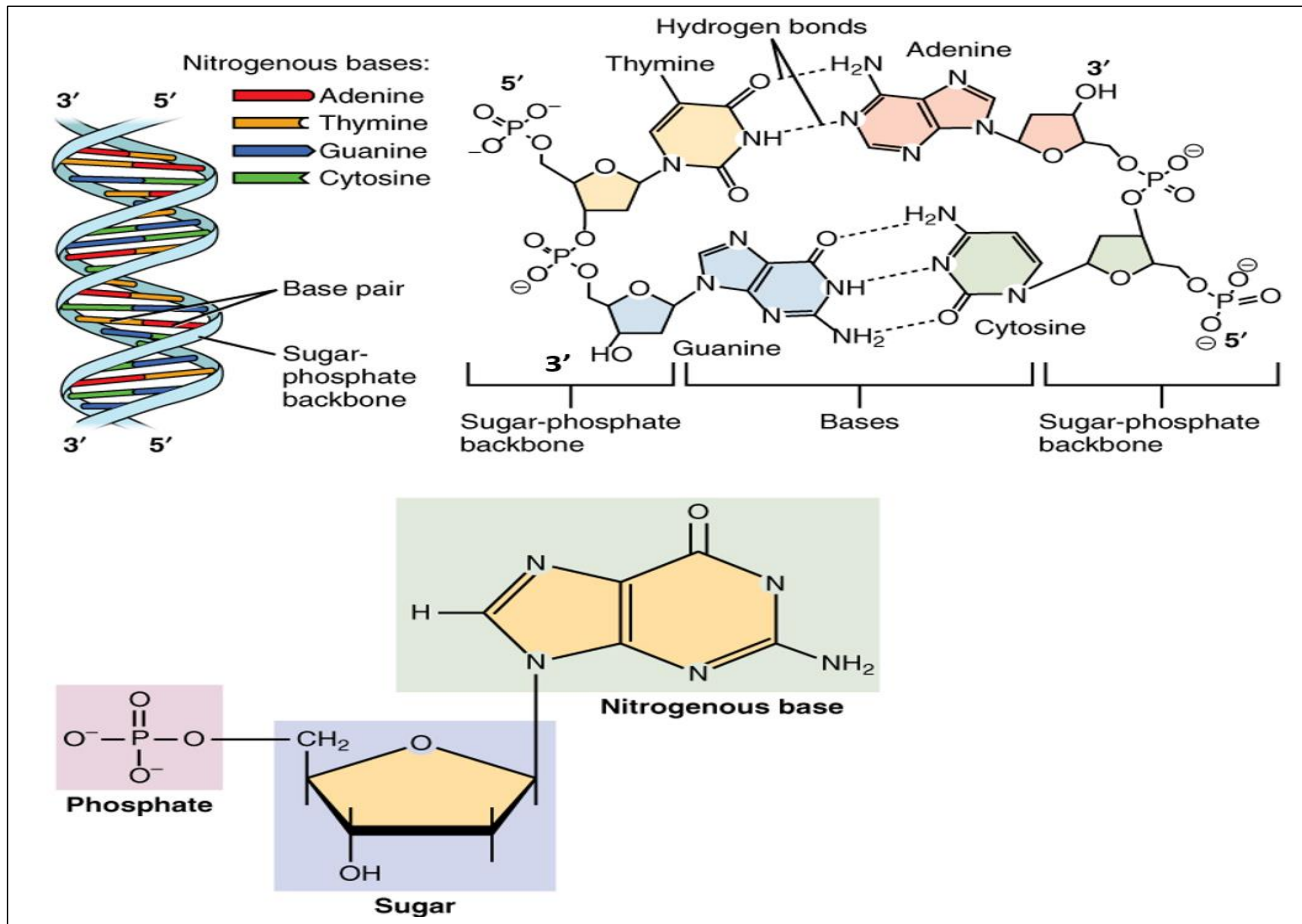 Nitrogenous bases:
Adenine
Thymine
Guanine
Cytosine
3′ 5′
Base pair
Sugar-
phosphate
backbone
3′ 5′
Hydrogen bonds
Thymine
Adenine
5′
3′
O O⁻
P
⁻O O
O
O
NH
N
O
H₂N
N
N
N
N
OH
O
O
⊖
O
P
O
O
O
O
P
O
⊖
O
O
HO
3′
N
N
O
NH
N
NH₂
Guanine
H₂N
N
O
N
Cytosine
O
O
⊖
O
P
O
O
⊖
5′
Sugar-phosphate
backbone
Bases
Sugar-phosphate
backbone
O
N
N
H
N
N
NH₂
Nitrogenous base
O
O⁻ P O
O⁻
Phosphate
CH₂
O
OH
Sugar